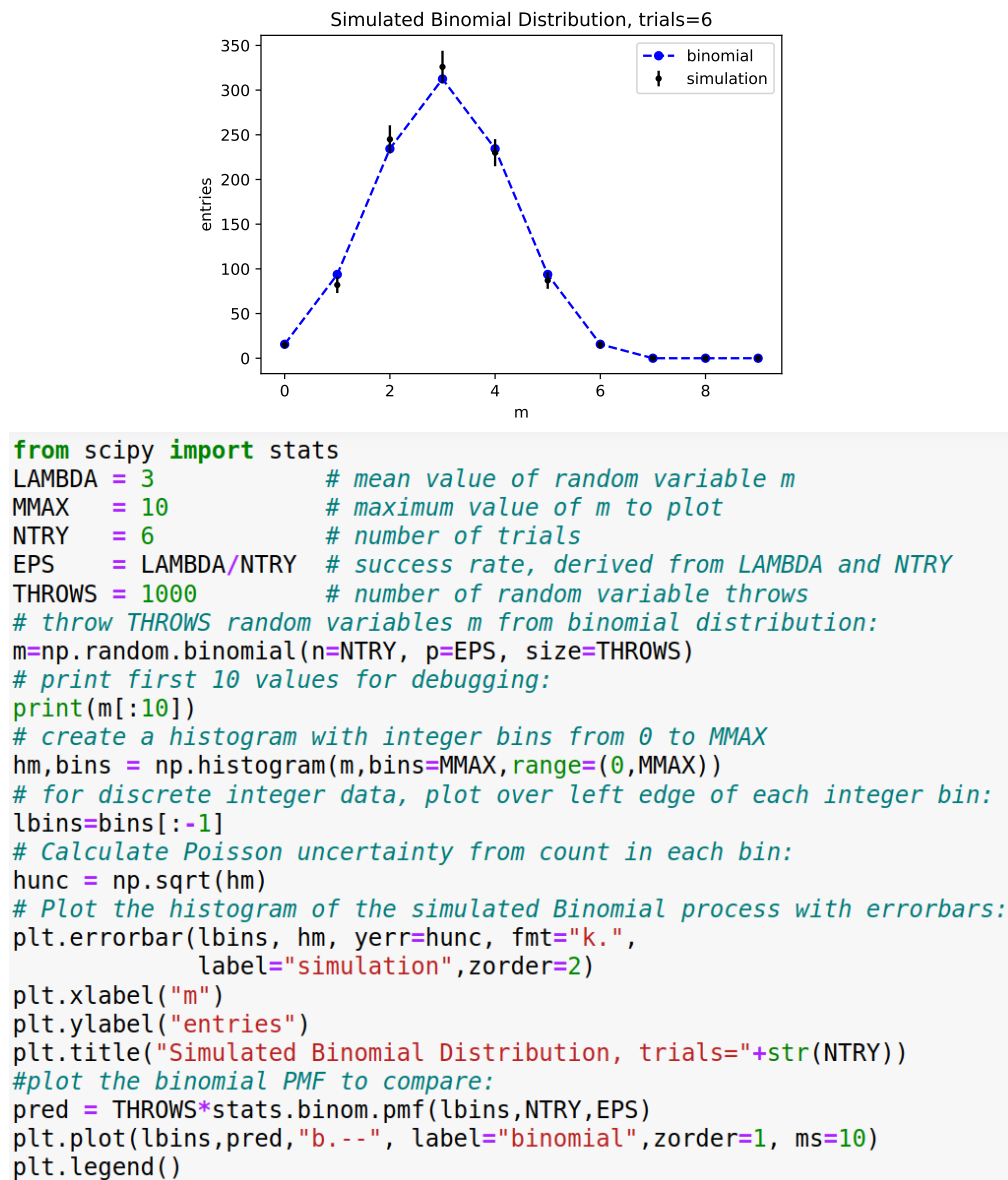 Simulated Binomial Distribution, trials=6
350
300
250
200
150
100
50
0
entries
binomial
simulation
0 2 4 6 8
m
from scipy import stats
LAMBDA = 3 # mean value of random variable m
MMAX = 10 # maximum value of m to plot
NTRY = 6 # number of trials
EPS = LAMBDA/NTRY # success rate, derived from LAMBDA and NTRY
THROWS = 1000 # number of random variable throws
# throw THROWS random variables m from binomial distribution:
m=np.random.binomial(n=NTRY, p=EPS, size=THROWS)
# print first 10 values for debugging:
print(m[:10])
# create a histogram with integer bins from 0 to MMAX
hm,bins = np.histogram(m,bins=MMAX,range=(0,MMAX))
# for discrete integer data, plot over left edge of each integer bin:
lbins=bins[:-1]
# Calculate Poisson uncertainty from count in each bin:
hunc = np.sqrt(hm)
# Plot the histogram of the simulated Binomial process with errorbars:
plt.errorbar(lbins, hm, yerr=hunc, fmt="k.",
label="simulation",zorder=2)
plt.xlabel("m")
plt.ylabel("entries")
plt.title("Simulated Binomial Distribution, trials="+str(NTRY))
#plot the binomial PMF to compare:
pred = THROWS*stats.binom.pmf(lbins,NTRY,EPS)
plt.plot(lbins,pred,"b.--", label="binomial",zorder=1, ms=10)
plt.legend()